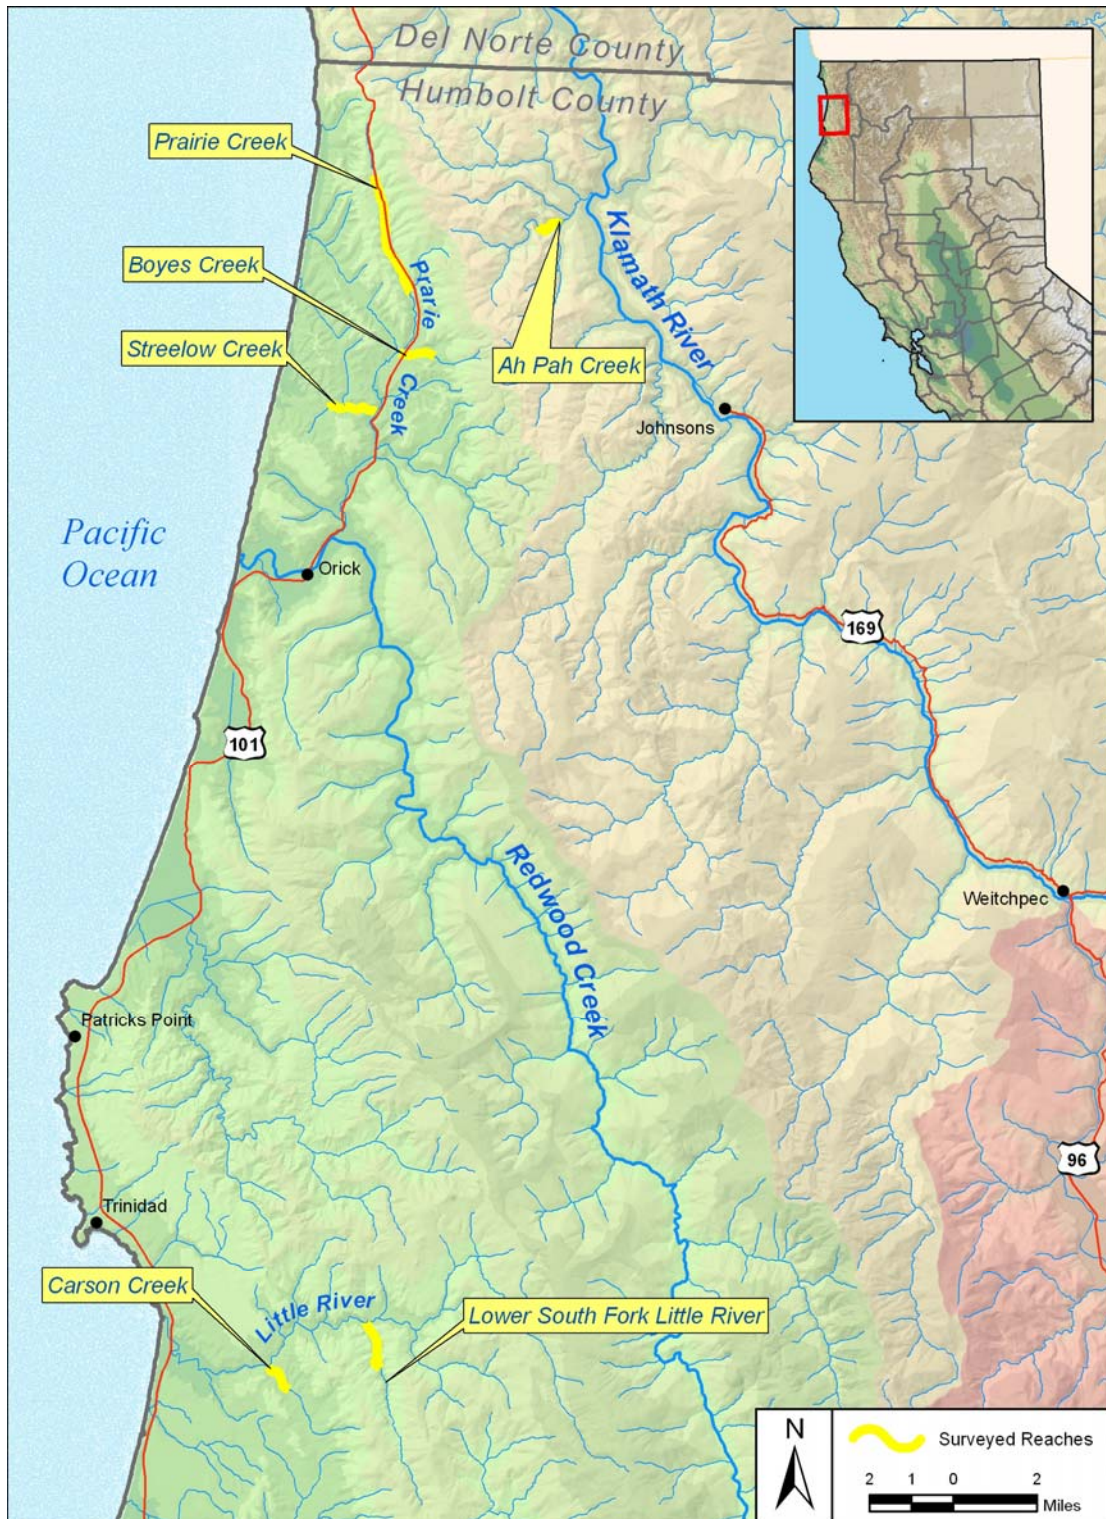 Del Norte County
Humbolt County
Prairie Creek
Boyes Creek
Streelow Creek
Prarie
Creek
Klamath River
Ah Pah Creek
Johnsons
Pacific
Ocean
Orick
169
101
Redwood Creek
Weitchpec
Patricks Point
96
Trinidad
Carson Creek
Little River
Lower South Fork Little River
N
Surveyed Reaches
2 1 0 2
Miles